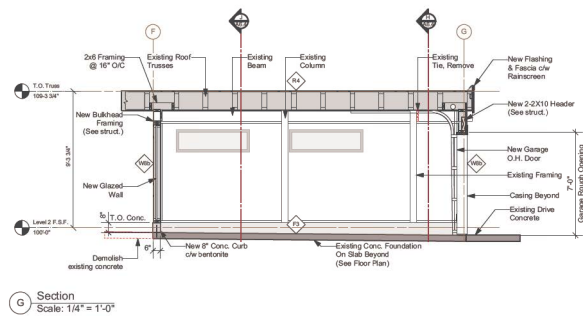 F
G
2x6 Framing
@ 16" O/C
Existing Roof
Trusses
Existing
Beam
Existing
Column
Existing
Tie, Remove
New Flashing
& Fascia c/w
Rainscreen
R4
T.O. Truss
109-3 3/4"
New Bulkhead
Framing
(See struct.)
New 2-2X10 Header
(See struct.)
W8b
W8b
9'-3 3/4"
New Glazed
Wall
New Garage
O.H. Door
Existing Framing
Casing Beyond
7'-0"
Garage Rough Opening
8"
T.O. Conc.
Level 2 F.S.F.
100'-0"
F3
Existing Drive
Concrete
6"
Demolish
existing concrete
New 8" Conc. Curb
c/w bentonite
Existing Conc. Foundation
On Slab Beyond
(See Floor Plan)
G
Section
Scale: 1/4" = 1'-0"